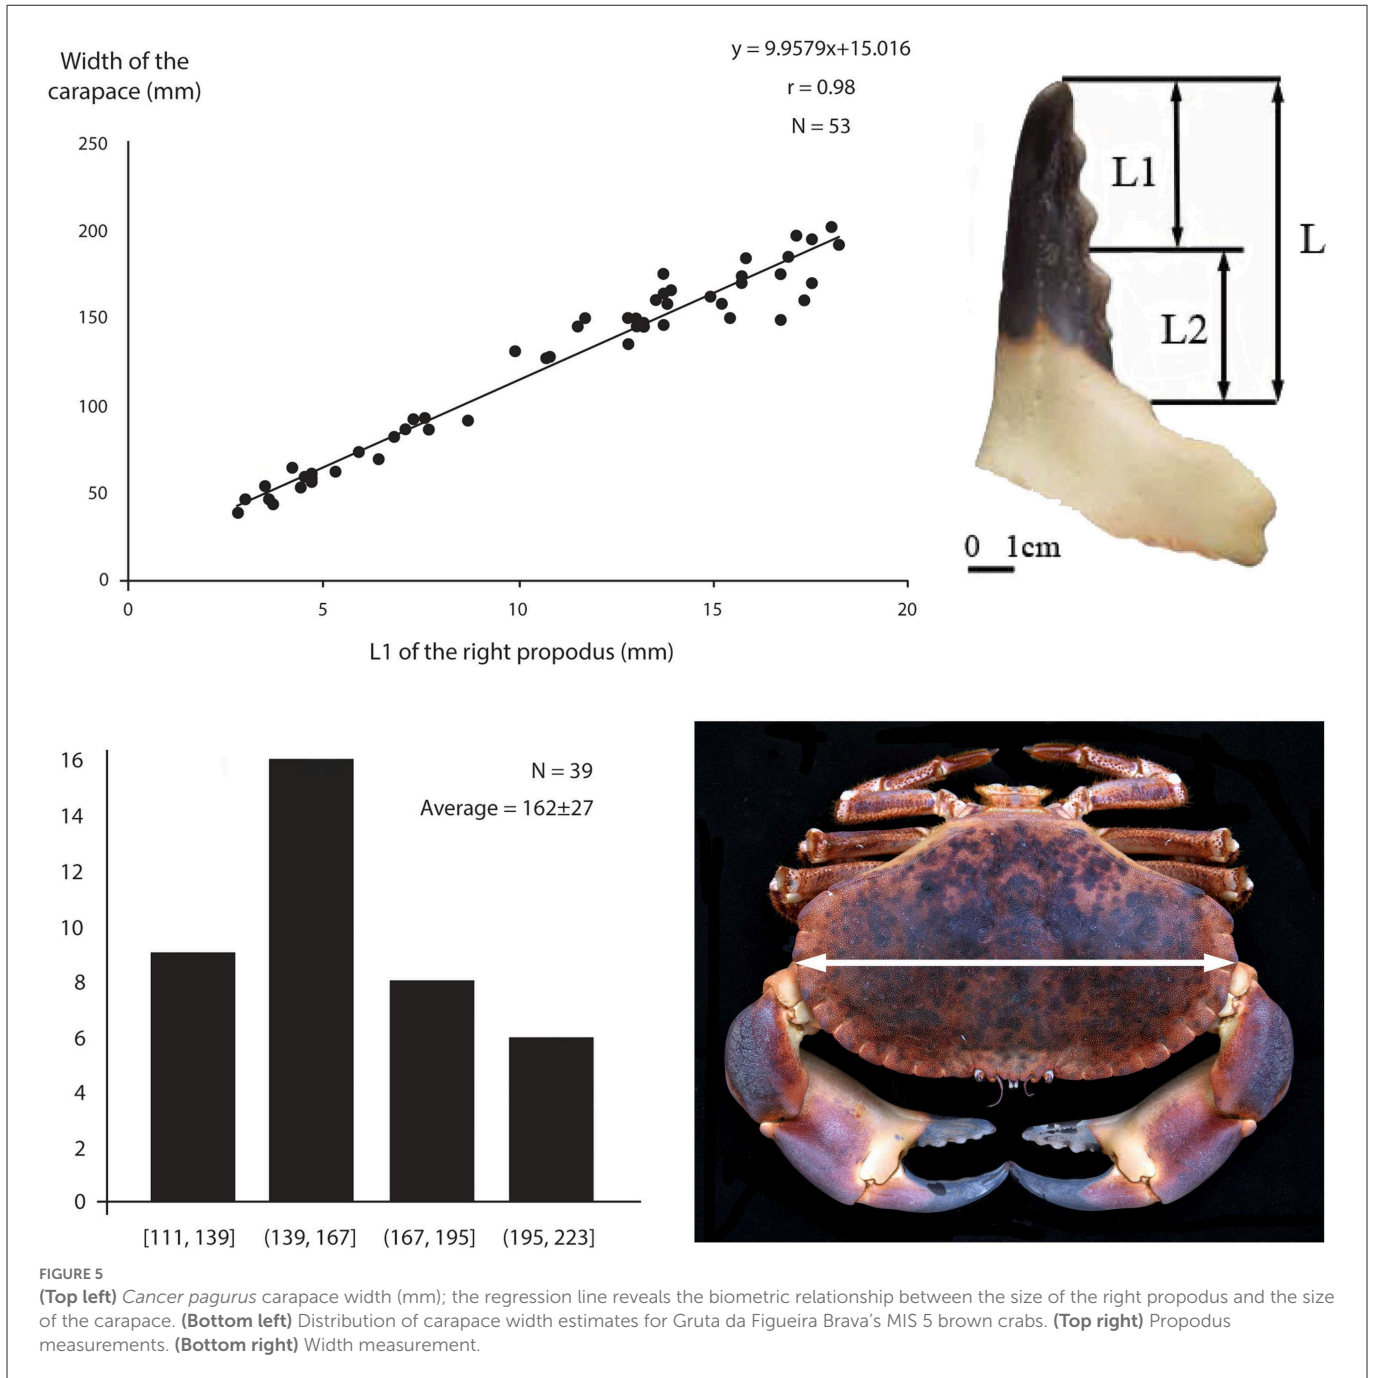 Width of the
carapace (mm)
y = 9.9579x+15.016
r = 0.98
N = 53
250
200
150
100
50
0
0 5 10 15 20
L1 of the right propodus (mm)
L1
L
L2
0 1cm
16
14
12
10
8
6
4
2
0
N = 39
Average = 162±27
[111, 139] (139, 167] (167, 195] (195, 223]
FIGURE 5
(Top left) Cancer pagurus carapace width (mm); the regression line reveals the biometric relationship between the size of the right propodus and the size
of the carapace. (Bottom left) Distribution of carapace width estimates for Gruta da Figueira Brava's MIS 5 brown crabs. (Top right) Propodus
measurements. (Bottom right) Width measurement.